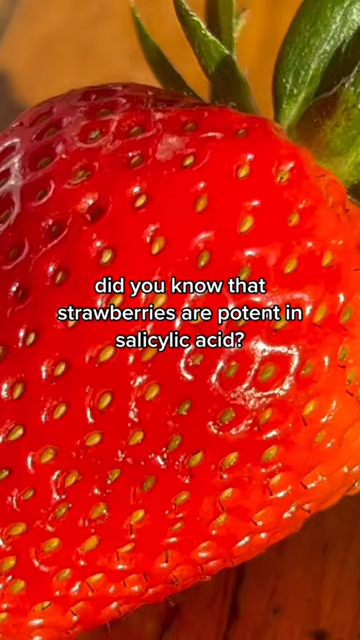 did you know that
strawberries are potent in
salicylic acid?